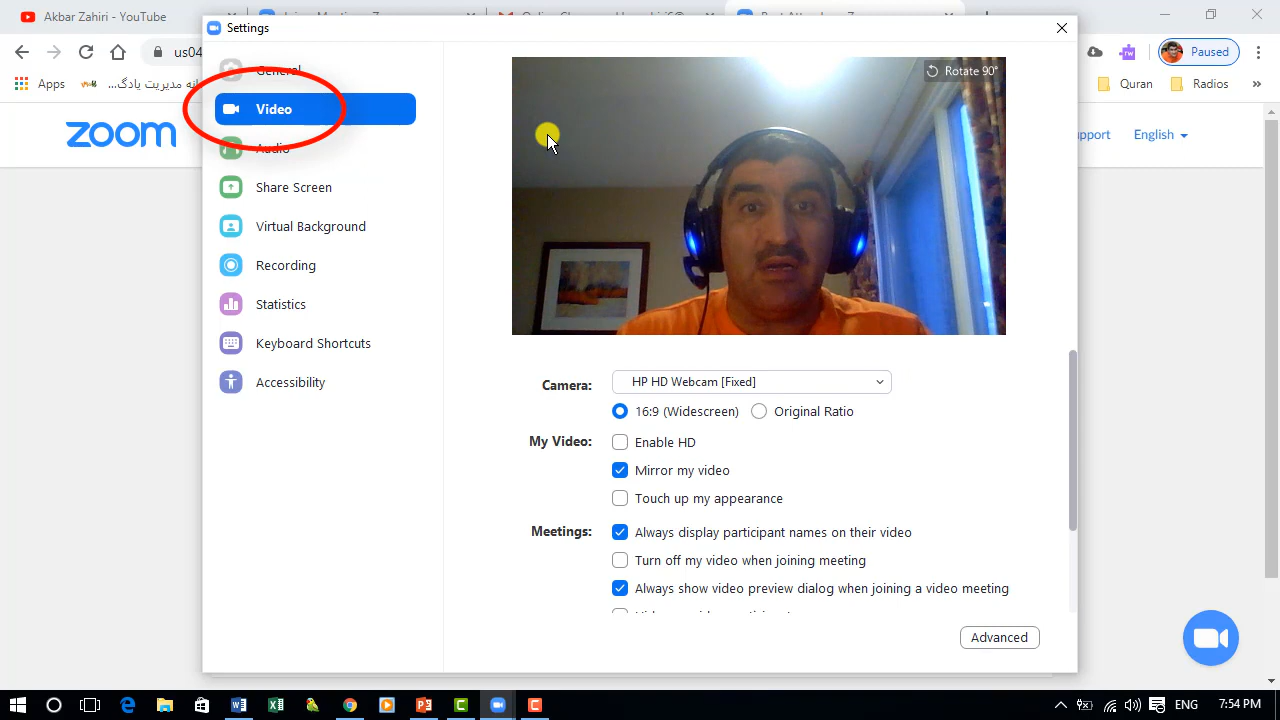 Akbar Zahiri - YouTube
Settings
us04
Paused
Apps
انه مدیریت یادگ...
Quran
Radios
»
zoom
pport
English
General
Video
Audio
Share Screen
Virtual Background
Recording
Statistics
Keyboard Shortcuts
Accessibility
Rotate 90°
Camera:
HP HD Webcam [Fixed]
16:9 (Widescreen)
Original Ratio
My Video:
Enable HD
Mirror my video
Touch up my appearance
Meetings:
Always display participant names on their video
Turn off my video when joining meeting
Always show video preview dialog when joining a video meeting
Advanced
ENG
7:54 PM